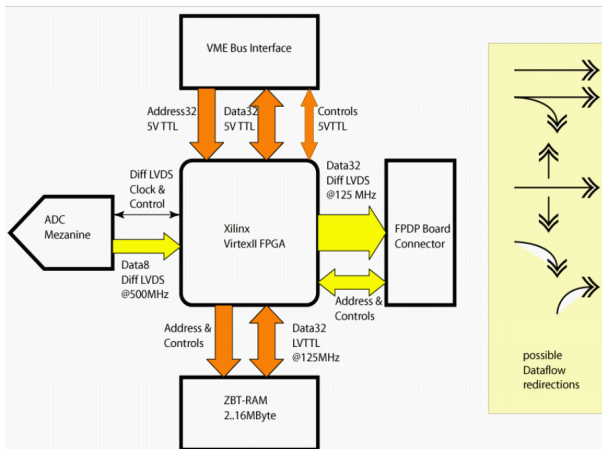 VME Bus Interface
Address32
5V TTL
Data32
5V TTL
Controls
5VTTL
Diff LVDS
Clock &
Control
ADC
Mezanine
Data8
Diff LVDS
@500MHz
Xilinx
VirtexII FPGA
Data32
Diff LVDS
@125 MHz
FPDP Board
Connector
Address &
Controls
Address &
Controls
Data32
LVTTL
@125MHz
ZBT-RAM
2..16MByte
possible
Dataflow
redirections